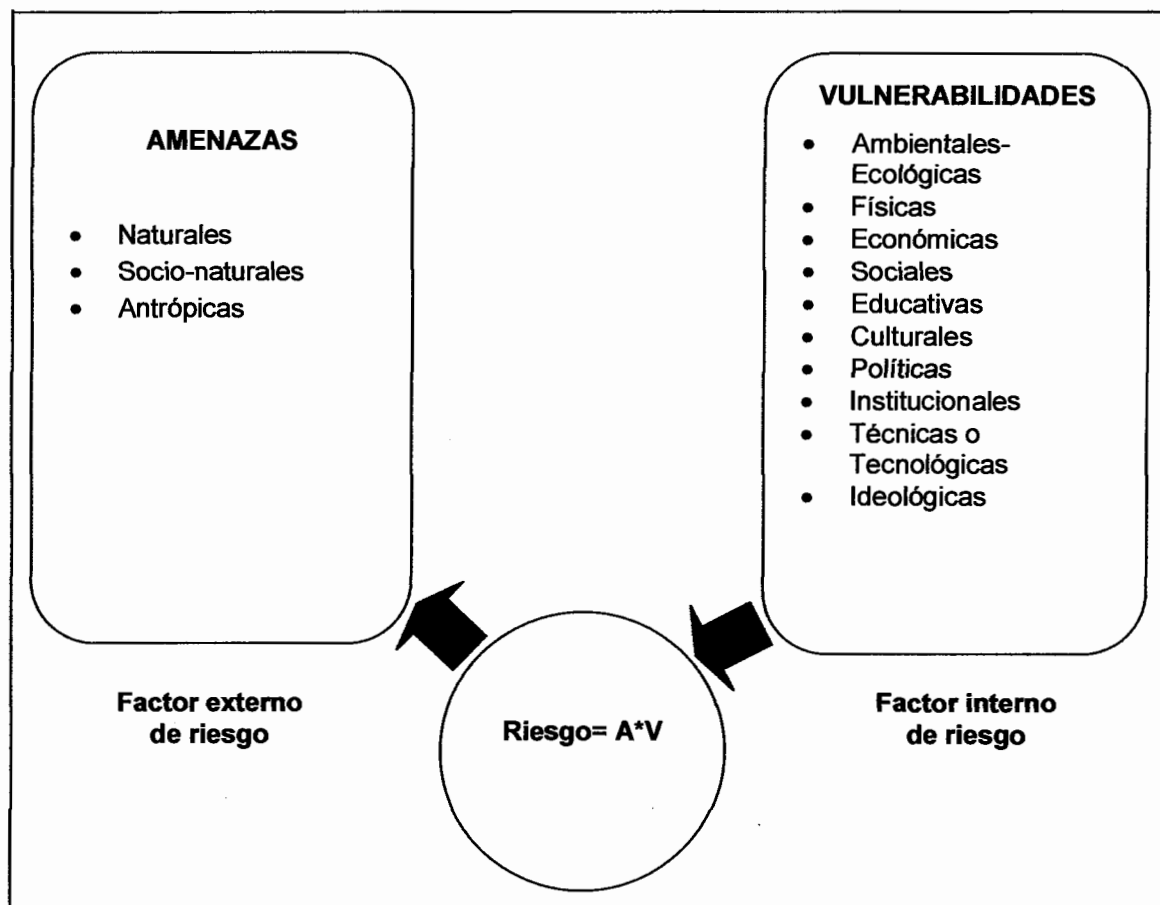 AMENAZAS
• Naturales
• Socio-naturales
• Antrópicas
Factor externo
de riesgo
VULNERABILIDADES
• Ambientales-
Ecológicas
• Físicas
• Económicas
• Sociales
• Educativas
• Culturales
• Políticas
• Institucionales
• Técnicas o
Tecnológicas
• Ideológicas
Factor interno
de riesgo
Riesgo= A*V